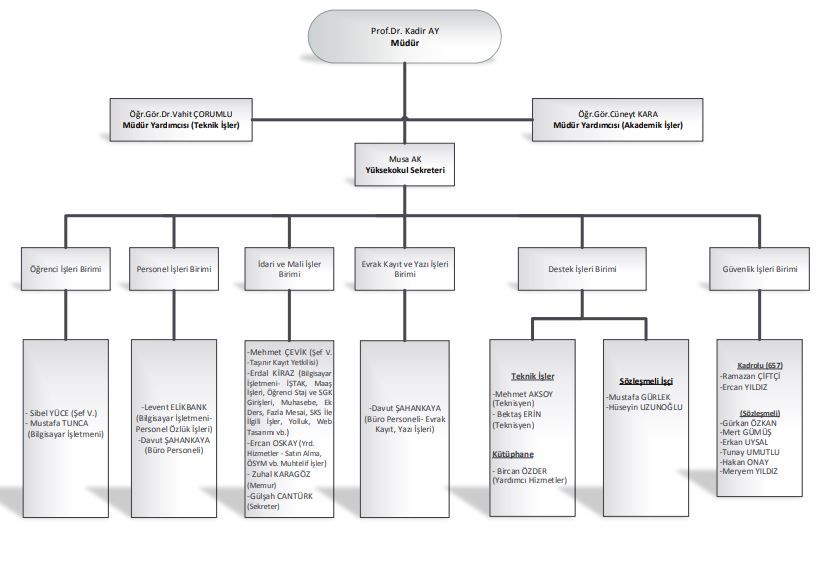 Prof.Dr. Kadir AY
Müdür
Öğr.Gör.Dr.Vahit ÇORUMLU
Müdür Yardımcısı (Teknik İşler)
Öğr.Gör.Cüneyt KARA
Müdür Yardımcısı (Akademik İşler)
Musa AK
Yüksekokul Sekreteri
Öğrenci İşleri Birimi
Personel İşleri Birimi
İdari ve Mali İşler
Birimi
Evrak Kayıt ve Yazı İşleri
Birimi
Destek İşleri Birimi
Güvenlik İşleri Birimi
- Sibel YÜCE (Şef V.)
- Mustafa TUNCA
(Bilgisayar İşletmeni)
-Levent ELİKBANK
(Bilgisayar İşletmeni-
Personel Özlük İşleri)
-Davut ŞAHANKAYA
(Büro Personeli)
-Mehmet ÇEVİK (Şef V.
-Taşınır Kayıt Yetkilisi)
-Erdal KİRAZ (Bilgisayar
İşletmeni- İŞTAK, Maaş
İşleri, Öğrenci Staj ve SGK
Girişleri, Muhasebe, Ek
Ders, Fazla Mesai, SKS İle
İlgili İşler, Yolluk, Web
Tasarımı vb.)
-Ercan OSKAY (Yrd.
Hizmetler - Satın Alma,
ÖSYM vb. Muhtelif İşler)
- Zuhal KARAGÖZ
(Memur)
-Gülşah CANTÜRK
(Sekreter)
-Davut ŞAHANKAYA
(Büro Personeli- Evrak
Kayıt, Yazı İşleri)
Teknik İşler
-Mehmet AKSOY
(Teknisyen)
-Bektaş ERİN
(Teknisyen)
Kütüphane
- Bircan ÖZDER
(Yardımcı Hizmetler)
Sözleşmeli İşçi
-Mustafa GÜRLEK
-Hüseyin UZUNOĞLU
Kadrolu (657)
-Ramazan ÇİFTÇİ
-Ercan YILDIZ
(Sözleşmeli)
-Gürkan ÖZKAN
-Mert GÜMÜŞ
-Erkan UYSAL
-Tunay UMUTLU
-Hakan ONAY
-Meryem YILDIZ